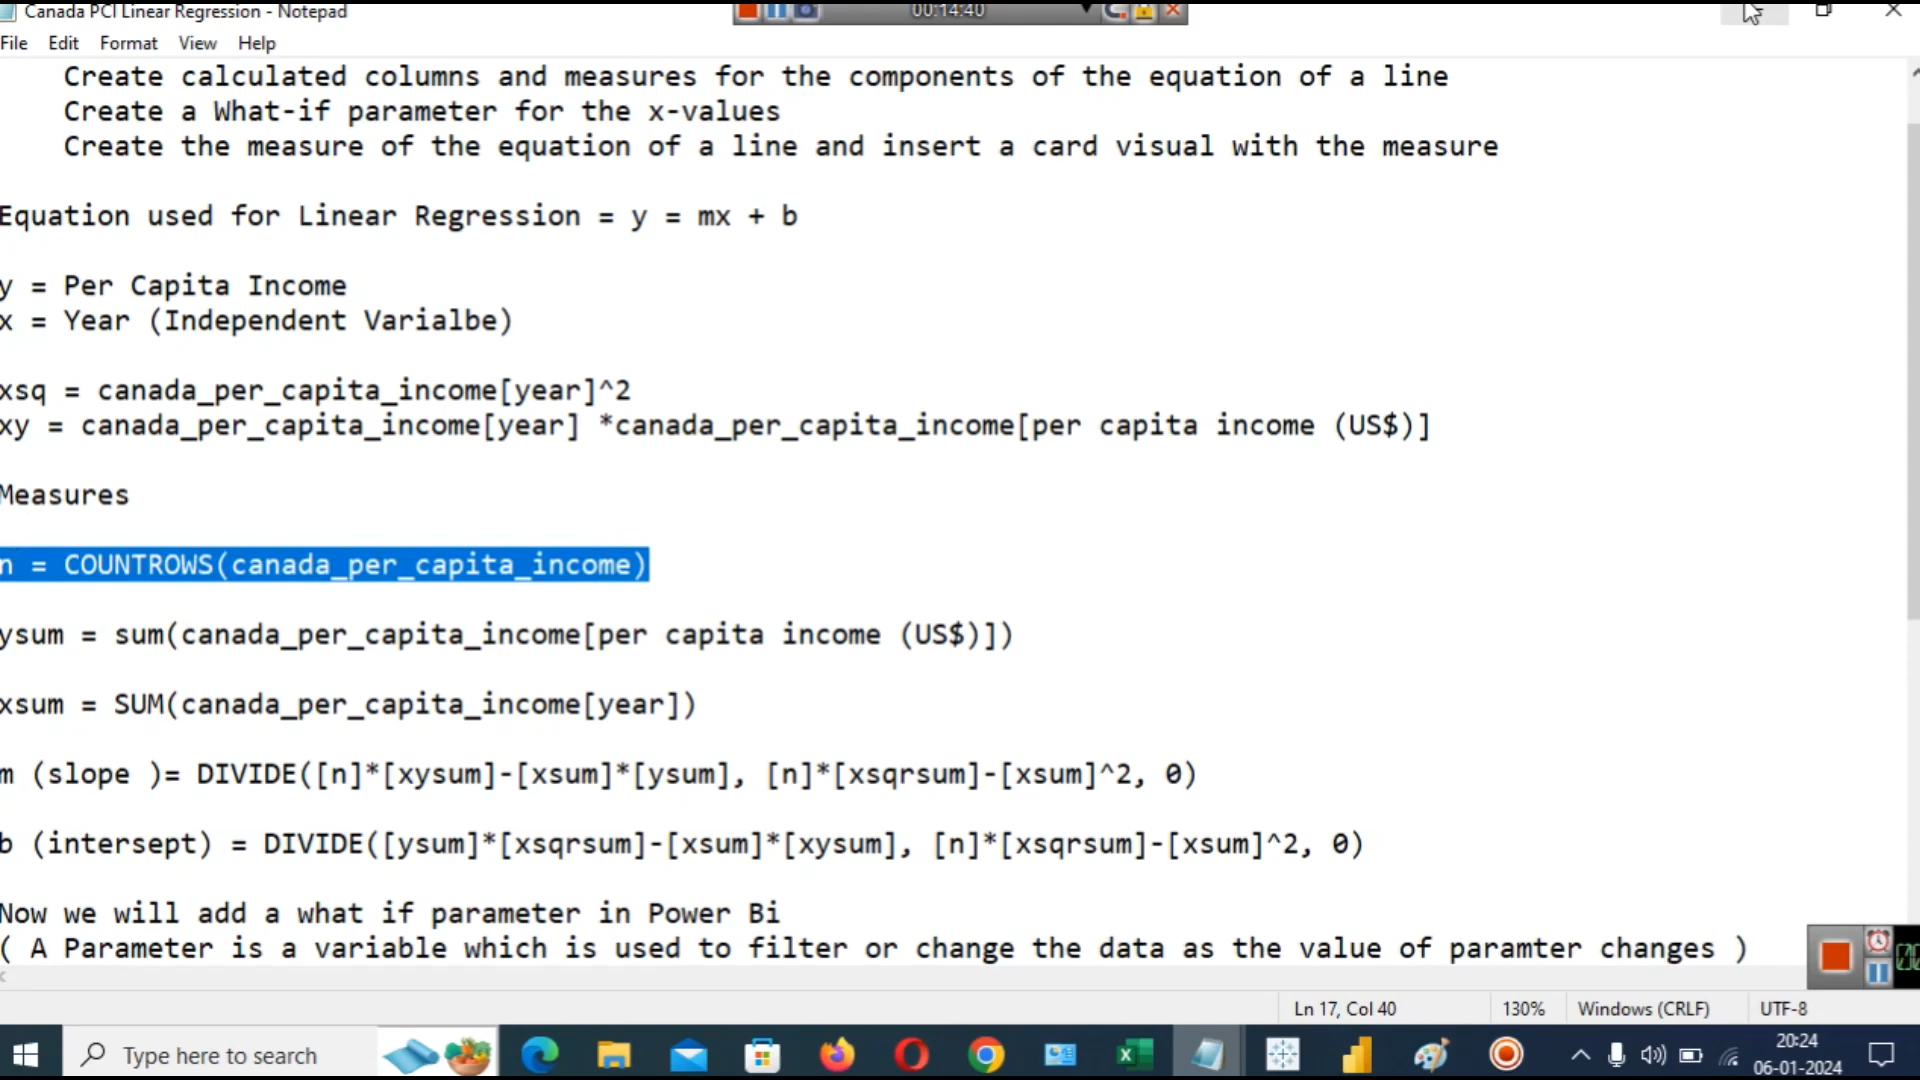 Canada PCI Linear Regression - Notepad
00:14:40
File Edit Format View Help
Create calculated columns and measures for the components of the equation of a line
Create a What-if parameter for the x-values
Create the measure of the equation of a line and insert a card visual with the measure
Equation used for Linear Regression = y = mx + b
y = Per Capita Income
x = Year (Independent Varialbe)
xsq = canada_per_capita_income[year]^2
xy = canada_per_capita_income[year] *canada_per_capita_income[per capita income (US$)]
Measures
n = COUNTROWS(canada_per_capita_income)
ysum = sum(canada_per_capita_income[per capita income (US$)])
xsum = SUM(canada_per_capita_income[year])
m (slope )= DIVIDE([n]*[xysum]-[xsum]*[ysum], [n]*[xsqrsum]-[xsum]^2, 0)
b (intersept) = DIVIDE([ysum]*[xsqrsum]-[xsum]*[xysum], [n]*[xsqrsum]-[xsum]^2, 0)
Now we will add a what if parameter in Power Bi
( A Parameter is a variable which is used to filter or change the data as the value of paramter changes )
Ln 17, Col 40 130% Windows (CRLF) UTF-8
Type here to search
20:24
06-01-2024